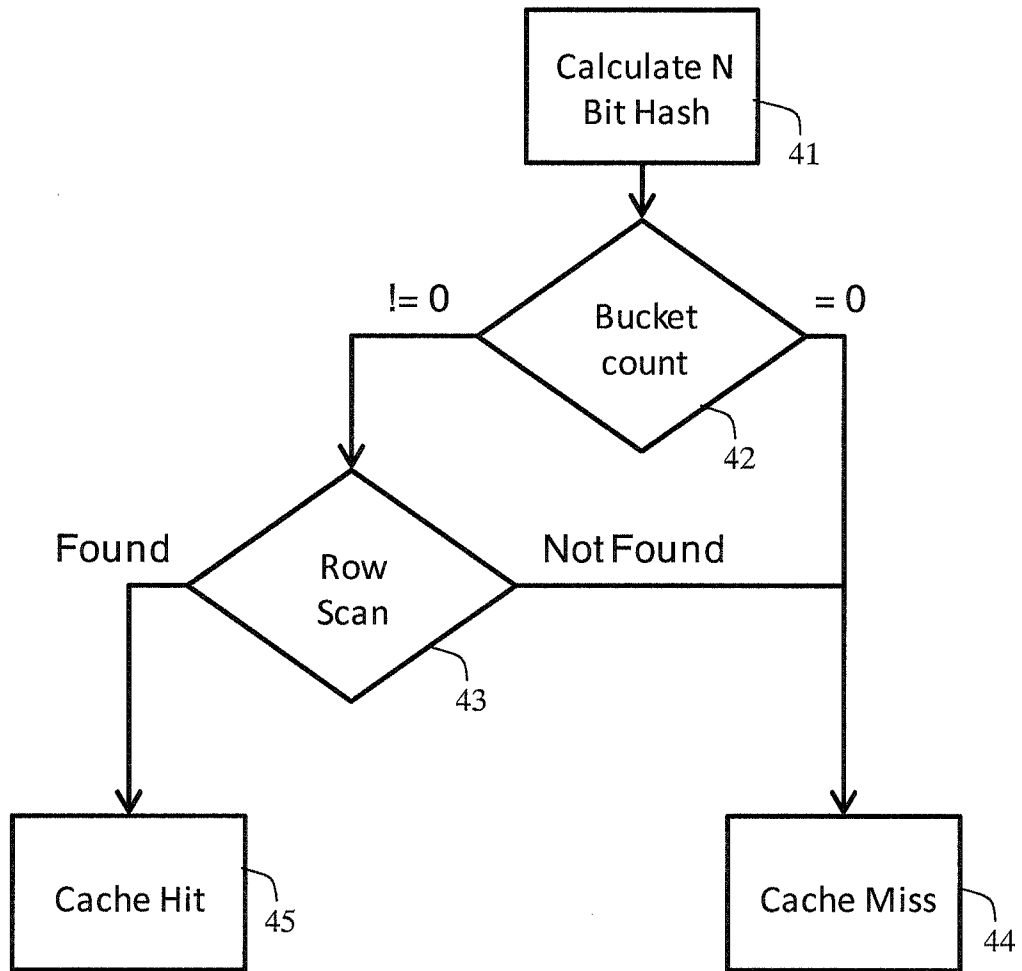 Calculate N
Bit Hash
41
!= 0
= 0
Bucket
count
42
Found
Not Found
Row
Scan
43
Cache Hit
45
Cache Miss
44